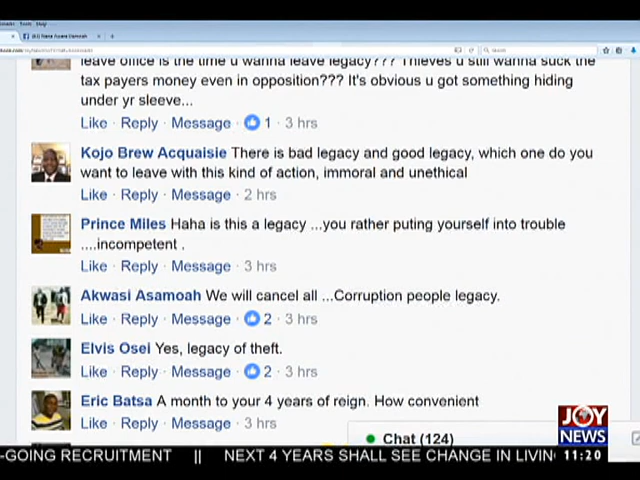 leave office is the time u wanna leave legacy??? Thieves u still wanna suck the
tax payers money even in opposition??? It's obvious u got something hiding
under yr sleeve...
Like · Reply · Message · 1 · 3 hrs
Kojo Brew Acquaisie There is bad legacy and good legacy, which one do you
want to leave with this kind of action, immoral and unethical
Like · Reply · Message · 2 hrs
Prince Miles Haha is this a legacy ...you rather puting yourself into trouble
....incompetent .
Like · Reply · Message · 3 hrs
Akwasi Asamoah We will cancel all ...Corruption people legacy.
Like · Reply · Message · 2 · 3 hrs
Elvis Osei Yes, legacy of theft.
Like · Reply · Message · 2 · 3 hrs
Eric Batsa A month to your 4 years of reign. How convenient
Like · Reply · Message · 3 hrs
Chat (124)
JOY
NEWS
-GOING RECRUITMENT || NEXT 4 YEARS SHALL SEE CHANGE IN LIVIN
11:20